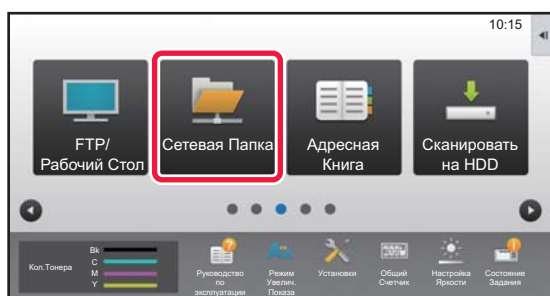 10:15
FTP/
Рабочий Стол
Сетевая Папка
Адресная
Книга
Сканировать
на HDD
Кол.Тонера
Bk
C
M
Y
Руководство
по
эксплуатации
Режим
Увелич.
Показа
Установки
Общий
Счетчик
Настройка
Яркости
Состояние
Задания